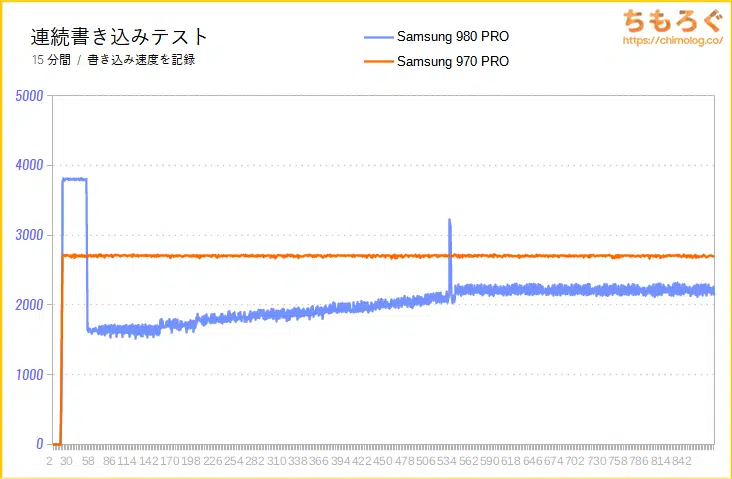 連続書き込みテスト
15 分間 / 書き込み速度を記録
Samsung 980 PRO
Samsung 970 PRO
ちもろぐ
https://chimolog.co/
5000
4000
3000
2000
1000
0
2 30 58 86 114 142 170 198 226 254 282 310 338 366 394 422 450 478 506 534 562 590 618 646 674 702 730 758 786 814 842